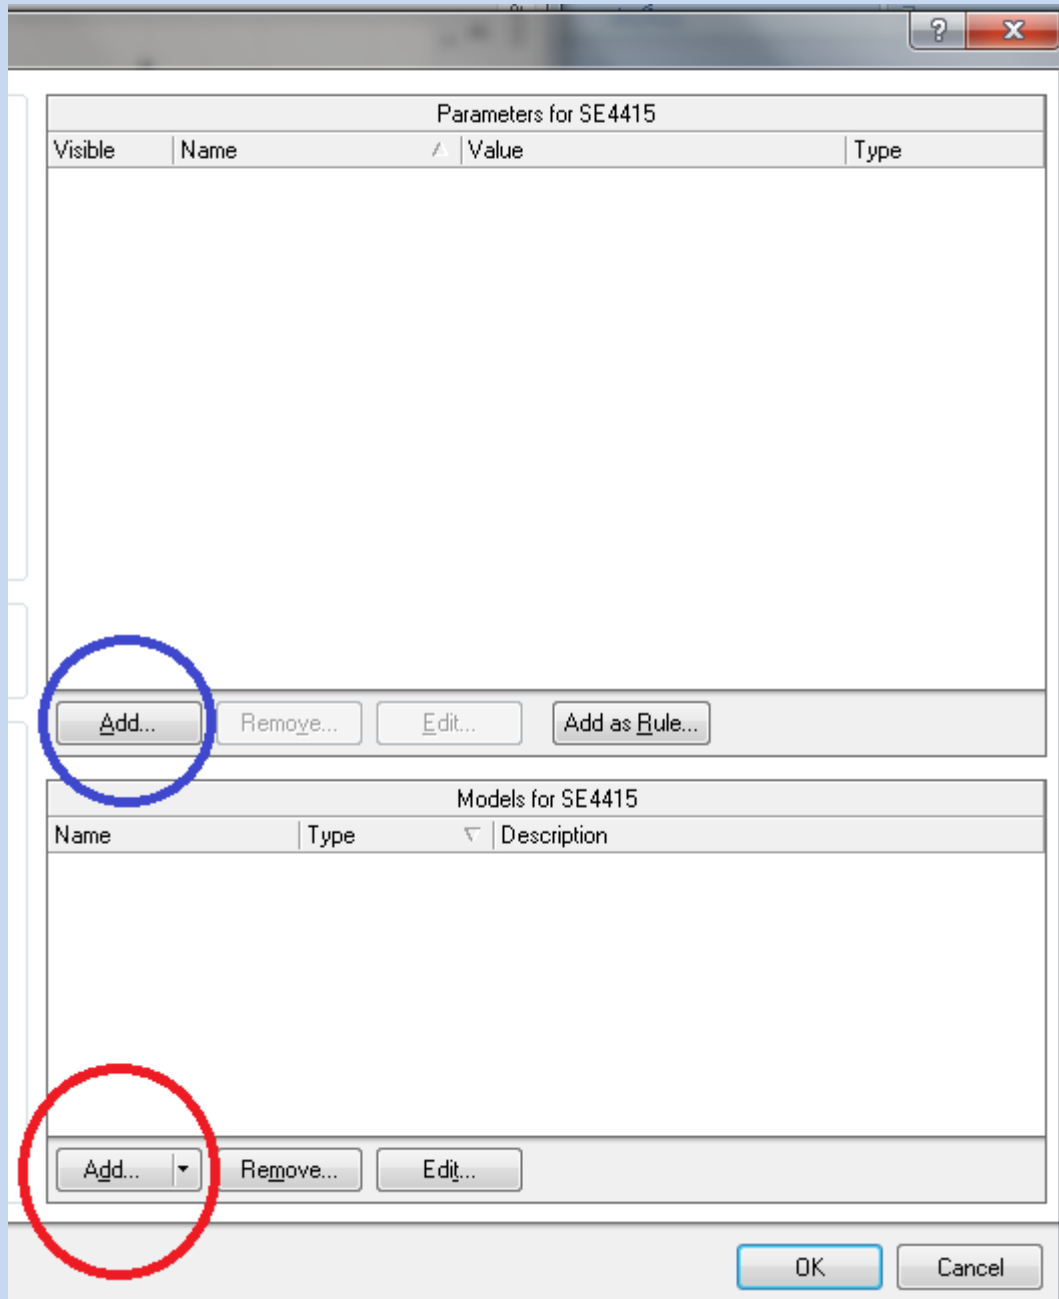 ?
Parameters for SE4415
Visible Name Value Type
Add... Remove... Edit... Add as Rule...
Models for SE4415
Name Type Description
Add... Remove... Edit...
OK Cancel